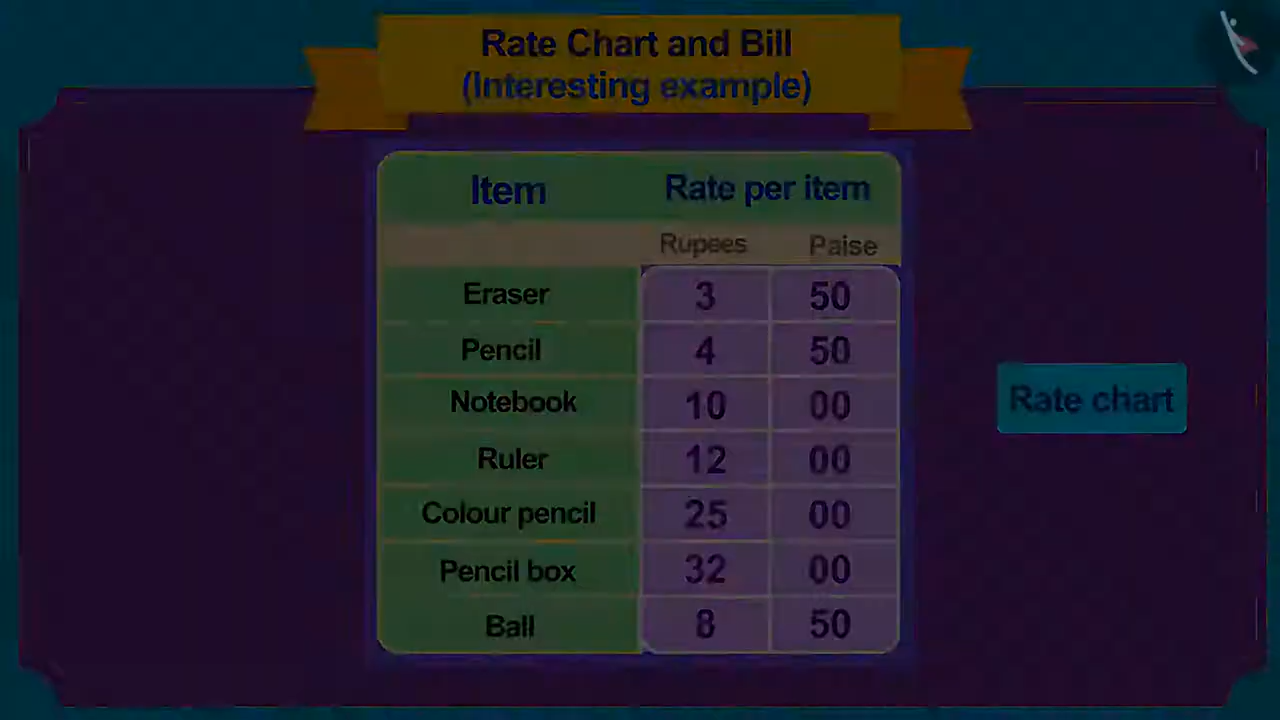 Rate Chart and Bill
(Interesting example)
Item Rate per item
Rupees Paise
Eraser 3 50
Pencil 4 50
Notebook 10 00
Ruler 12 00
Colour pencil 25 00
Pencil box 32 00
Ball 8 50
Rate chart